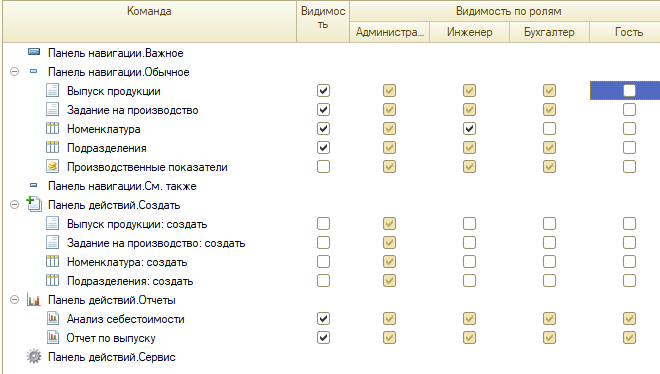 Команда
Видимос
ть
Видимость по ролям
Администра...
Инженер
Бухгалтер
Гость
Панель навигации.Важное
Панель навигации.Обычное
Выпуск продукции
Задание на производство
Номенклатура
Подразделения
Производственные показатели
Панель навигации.См. также
Панель действий.Создать
Выпуск продукции: создать
Задание на производство: создать
Номенклатура: создать
Подразделения: создать
Панель действий.Отчеты
Анализ себестоимости
Отчет по выпуску
Панель действий.Сервис